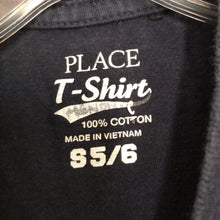 PLACE
T-Shirt
100% COTTON
MADE IN VIETNAM
S5/6